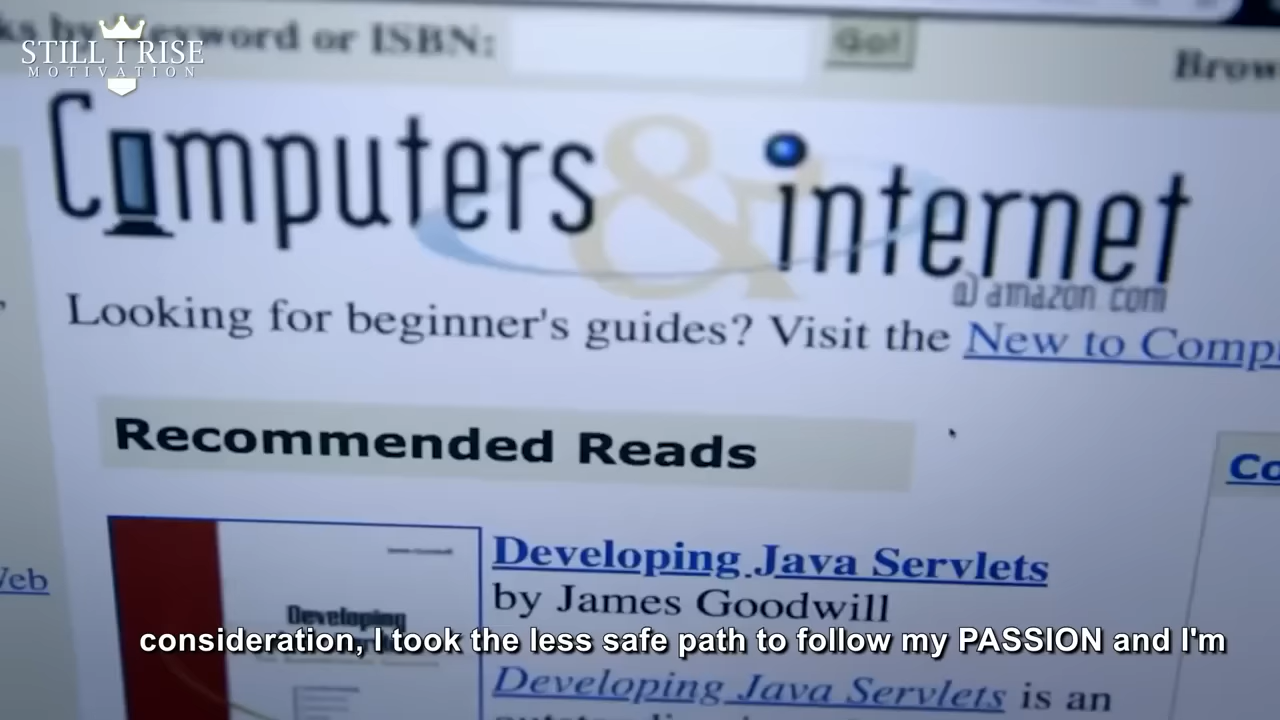 ks by Keyword or ISBN:
Go!
Brow
STILL I RISE
MOTIVATION
Computers & internet
@ amazon.com
Looking for beginner's guides? Visit the New to Comp
Recommended Reads
Co
Web
Developing Java Servlets
by James Goodwill
Developing
consideration, I took the less safe path to follow my PASSION and I'm
Developing Java Servlets is an